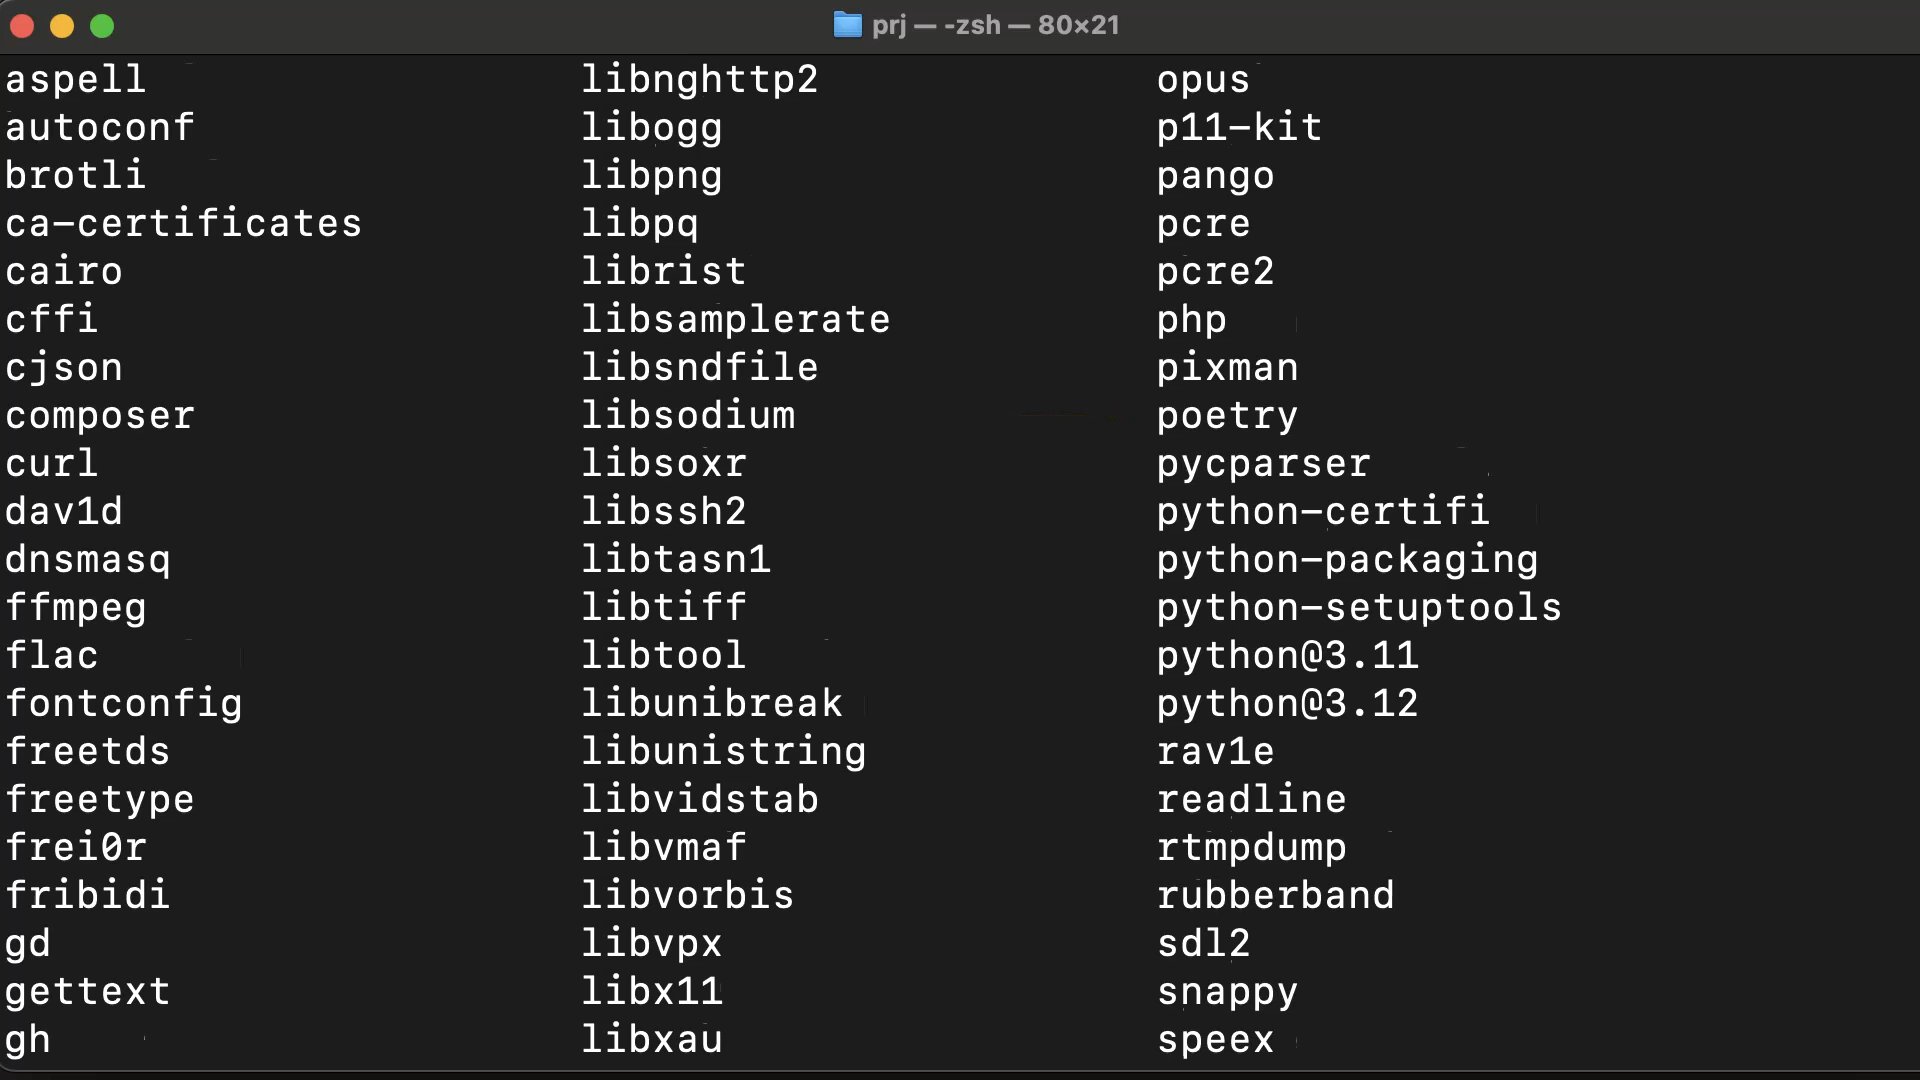 prj — -zsh — 80×21
aspell libnghttp2 opus
autoconf libogg p11-kit
brotli libpng pango
ca-certificates libpq pcre
cairo librist pcre2
cffi libsamplerate php
cjson libsndfile pixman
composer libsodium poetry
curl libsoxr pycparser
dav1d libssh2 python-certifi
dnsmasq libtasn1 python-packaging
ffmpeg libtiff python-setuptools
flac libtool python@3.11
fontconfig libunibreak python@3.12
freetds libunistring rav1e
freetype libvidstab readline
frei0r libvmaf rtmpdump
fribidi libvorbis rubberband
gd libvpx sdl2
gettext libx11 snappy
gh libxau speex